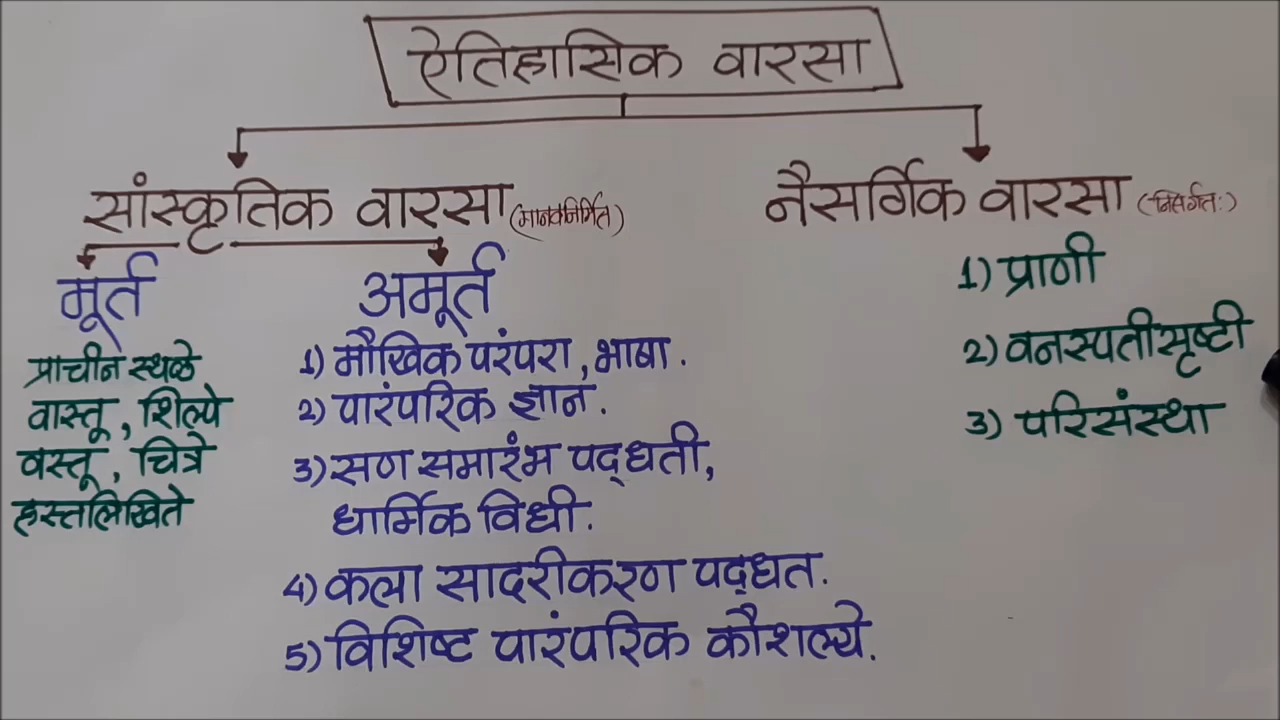 ऐतिहासिक वारसा
सांस्कृतिक वारसा (मानवनिर्मित)
मूर्त
प्राचीन स्थळे
वास्तू, शिल्पे
वस्तू, चित्रे
हस्तलिखिते
अमूर्त
1) मौखिक परंपरा, भाषा.
2) पारंपरिक ज्ञान.
3) सण समारंभ पद्धती,
धार्मिक विधी.
4) कला सादरीकरण पद्धत.
5) विशिष्ट पारंपरिक कौशल्ये.
नैसर्गिक वारसा (निसर्गतः)
1) प्राणी
2) वनस्पतीसृष्टी
3) परिसंस्था